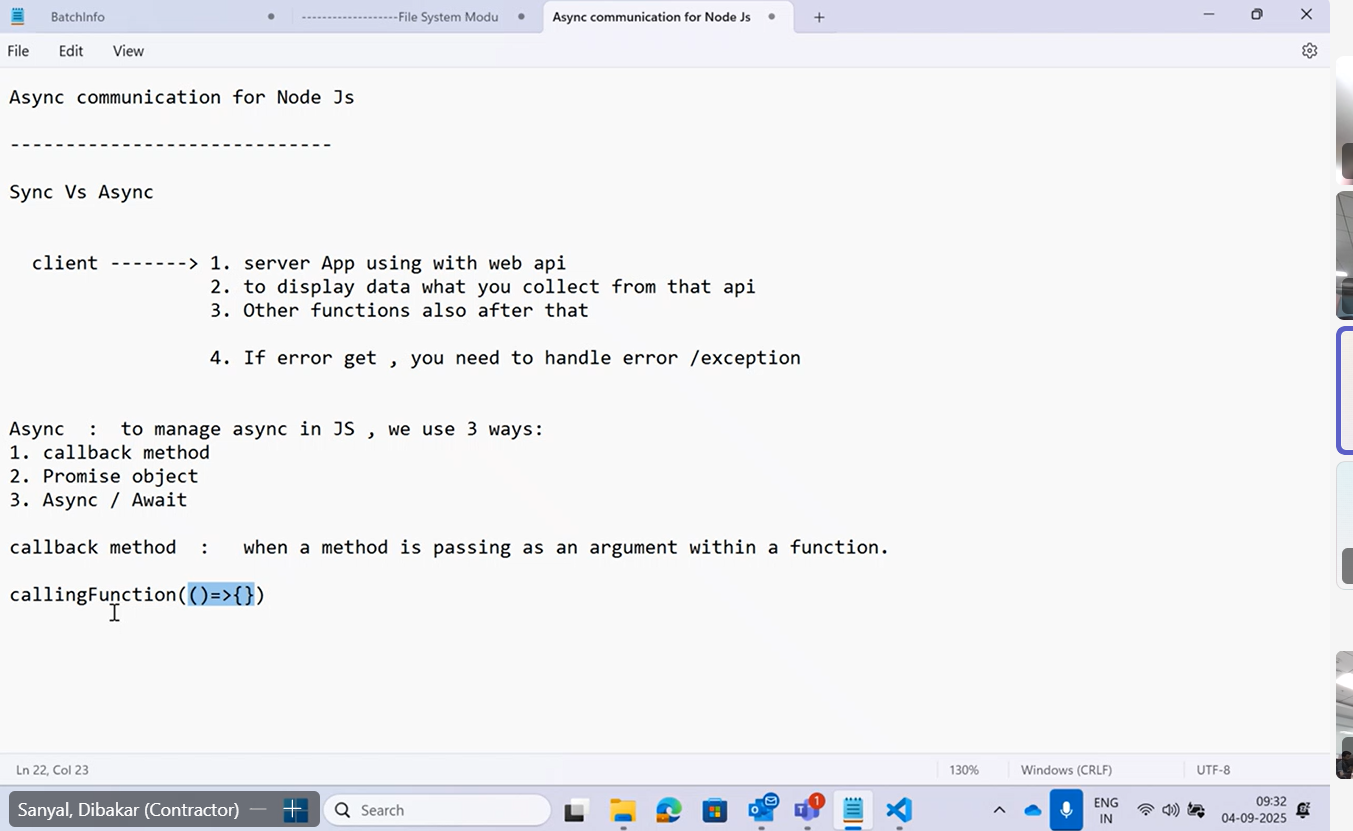 BatchInfo
-------------------File System Modu
Async communication for Node Js
File Edit View
Async communication for Node Js
-----------------------------
Sync Vs Async
client -------> 1. server App using with web api
2. to display data what you collect from that api
3. Other functions also after that
4. If error get , you need to handle error /exception
Async : to manage async in JS , we use 3 ways:
1. callback method
2. Promise object
3. Async / Await
callback method : when a method is passing as an argument within a function.
callingFunction(()=>{})
Ln 22, Col 23
130%
Windows (CRLF)
UTF-8
Sanyal, Dibakar (Contractor)
Search
1
ENG
IN
09:32
04-09-2025